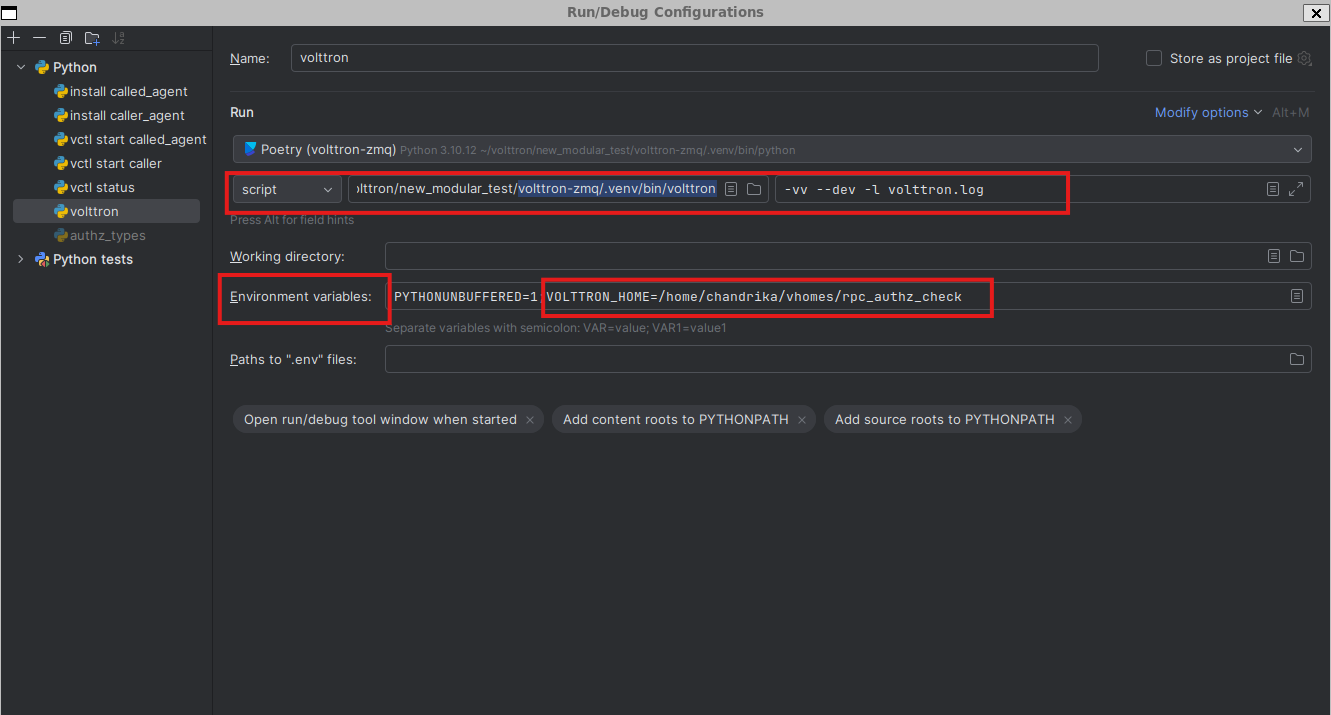 Run/Debug Configurations
Python
install called_agent
install caller_agent
vctl start called_agent
vctl start caller
vctl status
volttron
authz_types
Python tests
Name: volttron Store as project file
Run Modify options Alt+M
Poetry (volttron-zmq) Python 3.10.12 ~/volttron/new_modular_test/volttron-zmq/.venv/bin/python
script olttron/new_modular_test/volttron-zmq/.venv/bin/volttron -vv --dev -l volttron.log
Press Alt for field hints
Working directory:
Environment variables: PYTHONUNBUFFERED=1;VOLTTRON_HOME=/home/chandrika/vhomes/rpc_authz_check
Separate variables with semicolon: VAR=value; VAR1=value1
Paths to ".env" files:
Open run/debug tool window when started × Add content roots to PYTHONPATH × Add source roots to PYTHONPATH ×